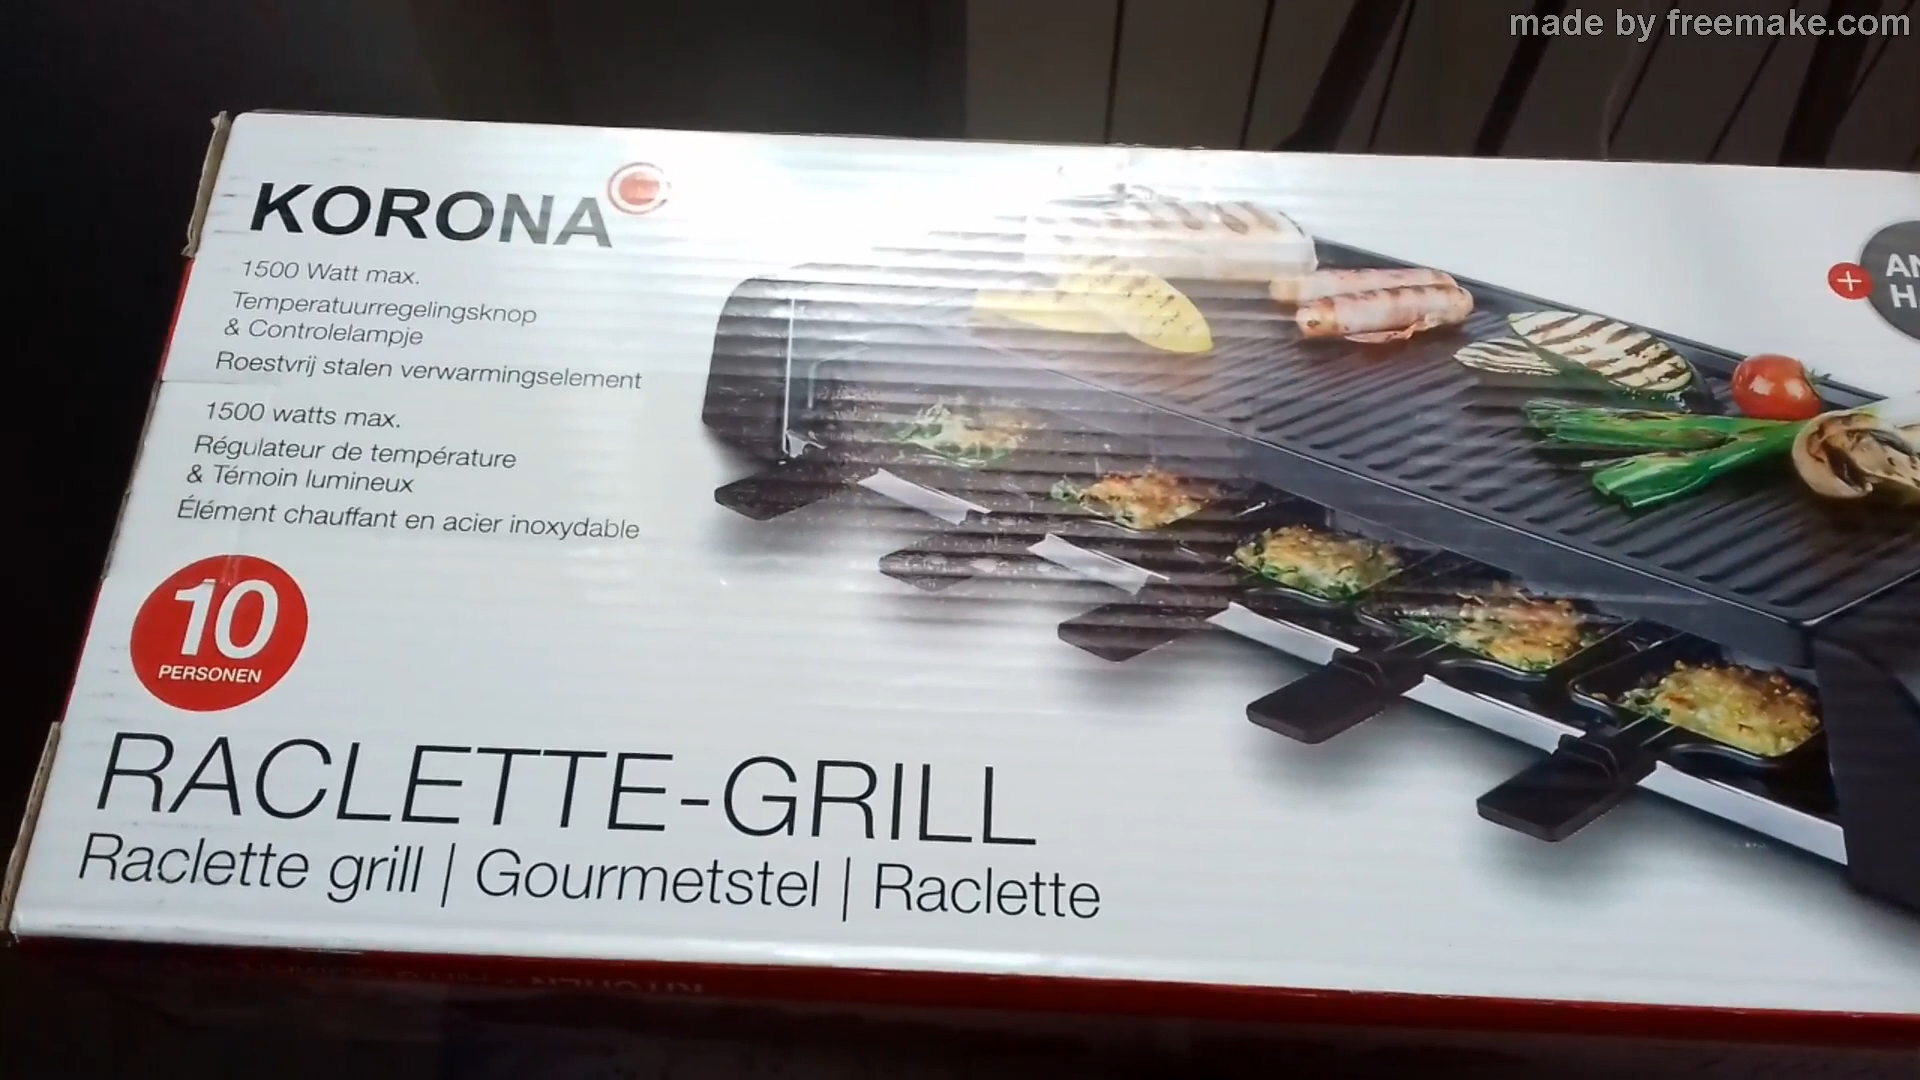 made by freemake.com
KORONA
1500 Watt max.
Temperatuurregelingsknop
& Controlelampje
Roestvrij stalen verwarmingselement
1500 watts max.
Régulateur de température
& Témoin lumineux
Élément chauffant en acier inoxydable
10
PERSONEN
RACLETTE-GRILL
Raclette grill | Gourmetstel | Raclette
+